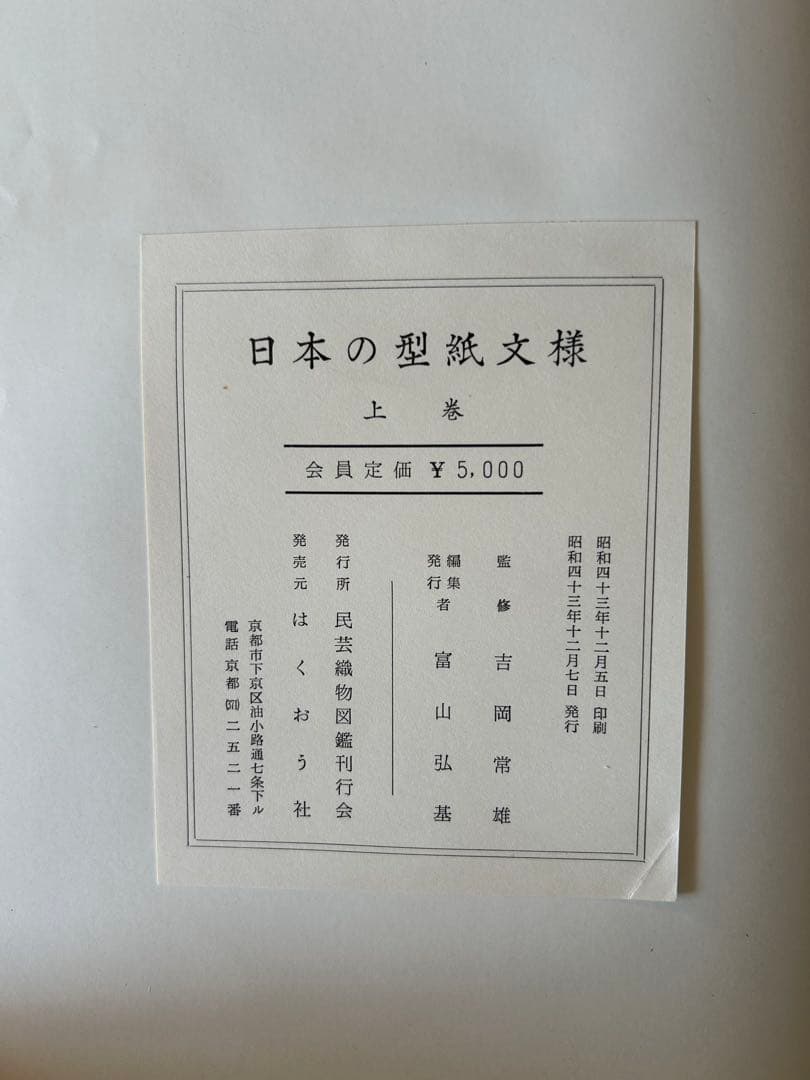 日本の型紙文様
上巻
会員定価 ¥5,000
昭和四十三年十二月五日 印刷
昭和四十三年十二月七日 発行
監修 吉岡常雄
編集
発行
者 富山弘基
発行所 民芸織物図鑑刊行会
発売元 はくおう社
京都市下京区油小路通七条下ル
電話京都 二五二一番